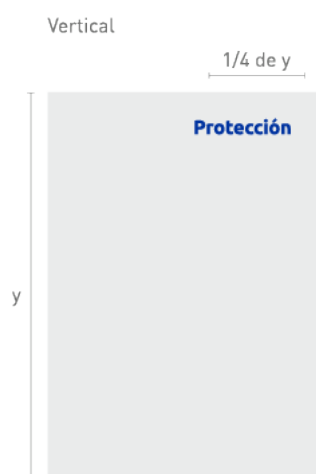 Vertical
1/4 de y
Protección
y